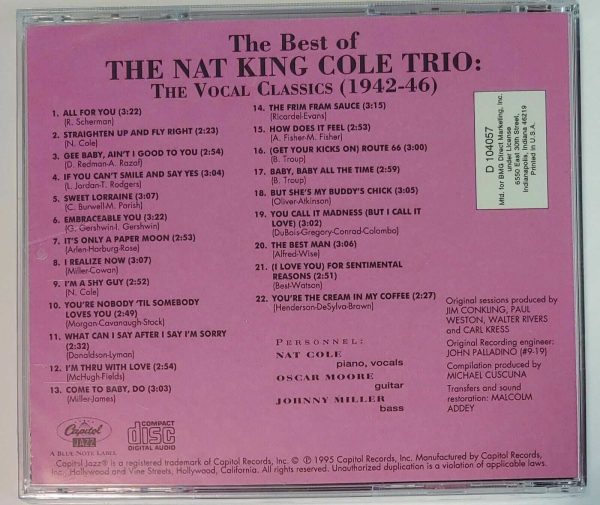 The Best of
THE NAT KING COLE TRIO:
THE VOCAL CLASSICS (1942-46)
1. ALL FOR YOU (3:22)
(R. Scherman)
2. STRAIGHTEN UP AND FLY RIGHT (2:23)
(N. Cole)
3. GEE BABY, AIN'T I GOOD TO YOU (2:54)
(D. Redman-A. Razaf)
4. IF YOU CAN'T SMILE AND SAY YES (3:04)
(L. Jordan-T. Rodgers)
5. SWEET LORRAINE (3:07)
(C. Burwell-M. Parish)
6. EMBRACEABLE YOU (3:22)
(G. Gershwin-I. Gershwin)
7. IT'S ONLY A PAPER MOON (2:53)
(Arlen-Harburg-Rose)
8. I REALIZE NOW (3:07)
(Miller-Cowan)
9. I'M A SHY GUY (2:52)
(N. Cole)
10. YOU'RE NOBODY 'TIL SOMEBODY
LOVES YOU (2:49)
(Morgan-Cavanaugh-Stock)
11. WHAT CAN I SAY AFTER I SAY I'M SORRY
(2:32)
(Donaldson-Lyman)
12. I'M THRU WITH LOVE (2:54)
(McHugh-Fields)
13. COME TO BABY, DO (3:03)
(Miller-James)
14. THE FRIM FRAM SAUCE (3:15)
(Ricardel-Evans)
15. HOW DOES IT FEEL (2:53)
(A. Fisher-M. Fisher)
16. (GET YOUR KICKS ON) ROUTE 66 (3:00)
(B. Troup)
17. BABY, BABY ALL THE TIME (2:59)
(B. Troup)
18. BUT SHE'S MY BUDDY'S CHICK (3:05)
(Oliver-Atkinson)
19. YOU CALL IT MADNESS (BUT I CALL IT
LOVE) (3:02)
(DuBois-Gregory-Conrad-Colombo)
20. THE BEST MAN (3:06)
(Alfred-Wise)
21. (I LOVE YOU) FOR SENTIMENTAL
REASONS (2:51)
(Best-Watson)
22. YOU'RE THE CREAM IN MY COFFEE (2:27)
(Henderson-DeSylva-Brown)
PERSONNEL:
NAT COLE
piano, vocals
OSCAR MOORE
guitar
JOHNNY MILLER
bass
D 104057
Mfd. for BMG Direct Marketing, Inc.
under License
6550 East 30th Street,
Indianapolis, Indiana 46219
Printed in U.S.A.
Original sessions produced by
JIM CONKLING, PAUL
WESTON, WALTER RIVERS
and CARL KRESS
Original Recording engineer:
JOHN PALLADINO (#9-19)
Compilation produced by
MICHAEL CUSCUNA
Transfers and sound
restoration: MALCOLM
ADDEY
Capitol
JAZZ
A BLUE NOTE LABEL
COMPACT
disc
DIGITAL AUDIO
Capitol Jazz® is a registered trademark of Capitol Records, Inc. © ℗ 1995 Capitol Records, Inc. Manufactured by Capitol Records,
Inc., Hollywood and Vine Streets, Hollywood, California. All rights reserved. Unauthorized duplication is a violation of applicable laws.